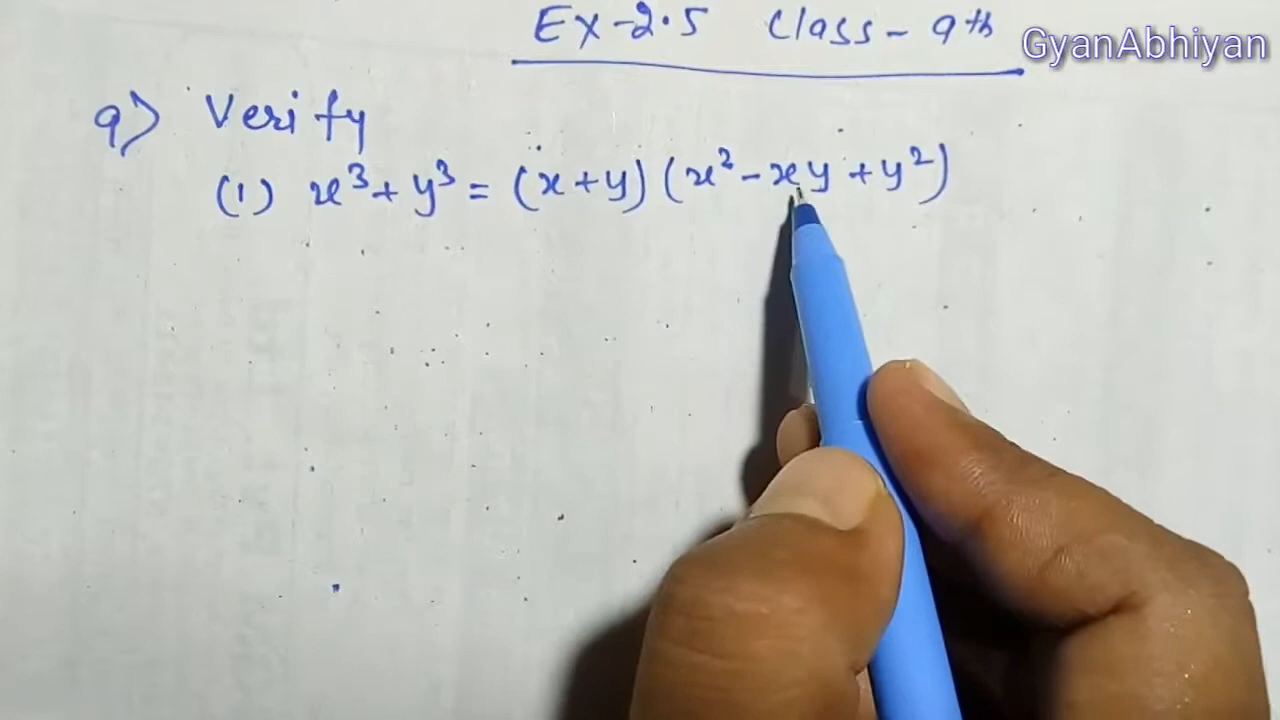 Ex-2.5 Class-9th
GyanAbhiyan
9) Verify
(1) x³ + y³ = (x + y) (x² - xy + y²)